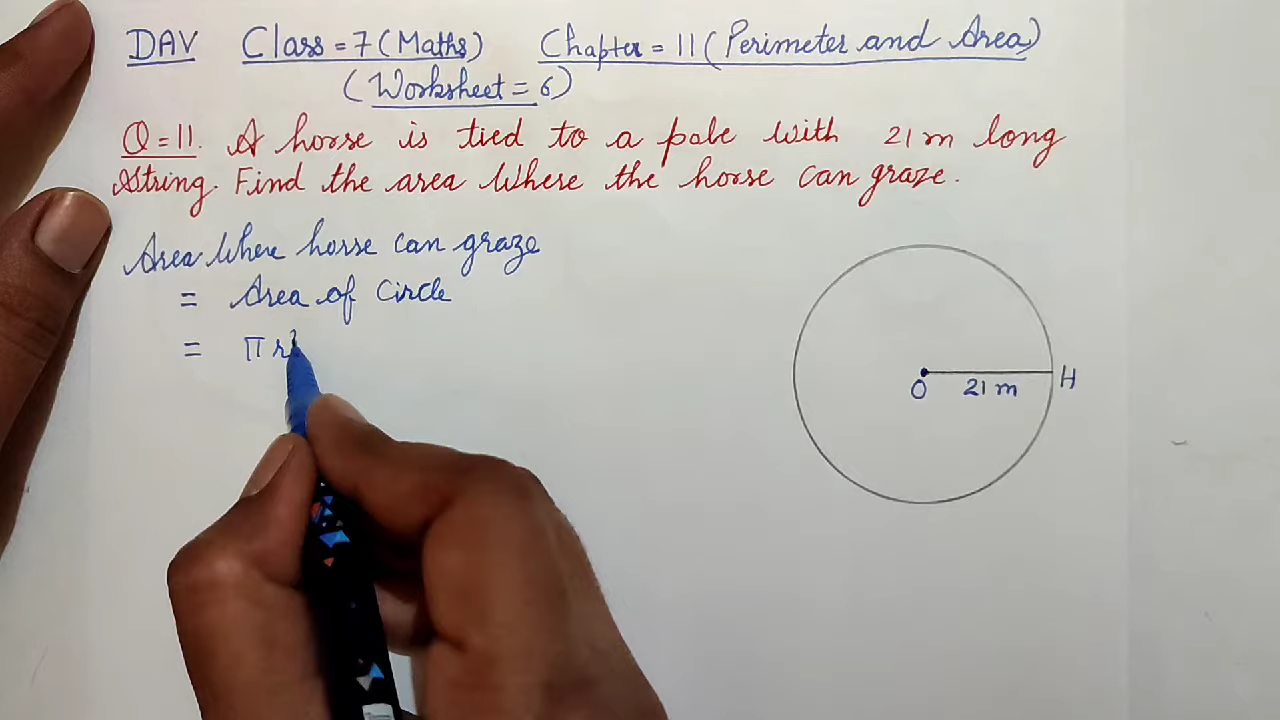 DAV Class = 7 (Maths) Chapter = 11 (Perimeter and Area)
(Worksheet = 6)
Q = 11. A horse is tied to a pole with 21 m long
string. Find the area where the horse can graze.
Area where horse can graze
= Area of Circle
= π r²
O 21 m H